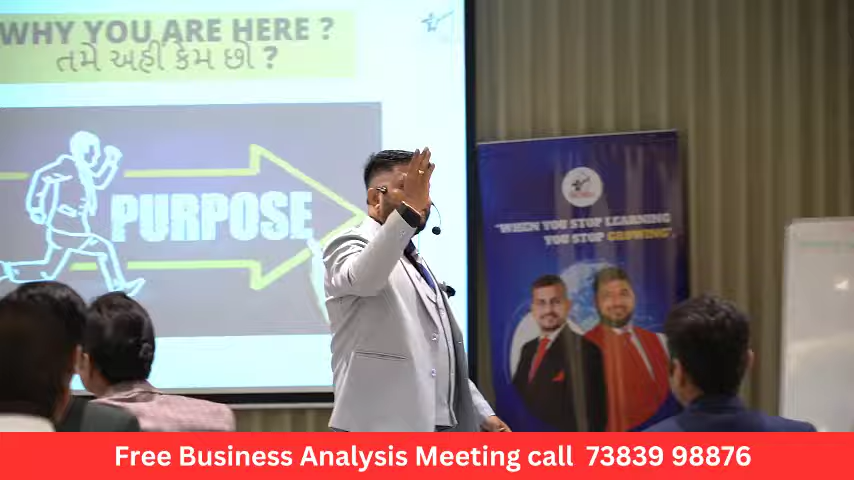 WHY YOU ARE HERE ?
તમે અહીં કેમ છો ?
PURPOSE
"WHEN YOU STOP LEARNING
YOU STOP GROWING"
Free Business Analysis Meeting call 73839 98876